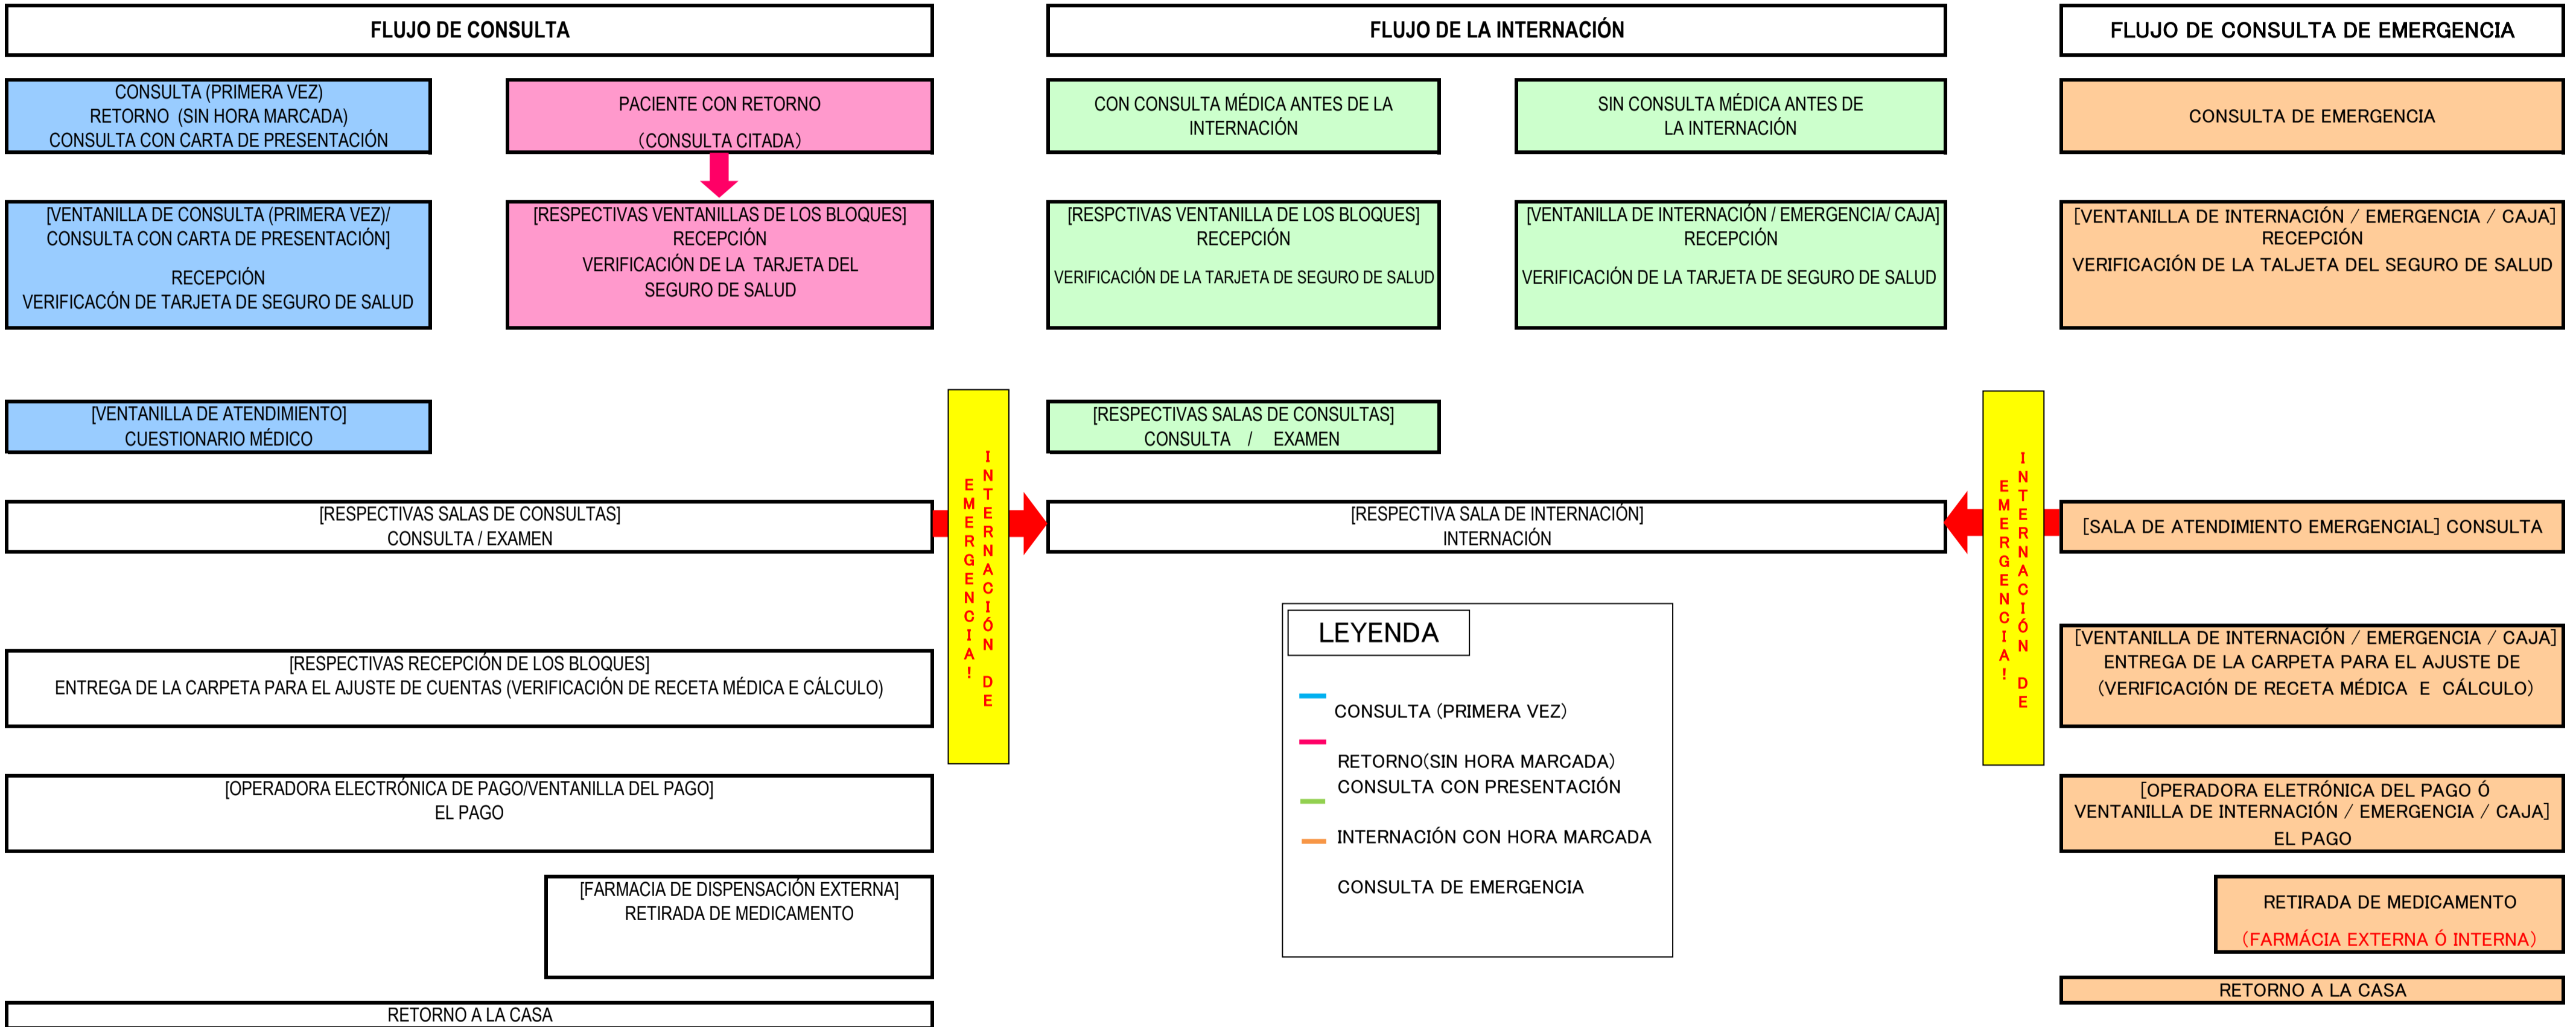 FLUJO DE CONSULTA
CONSULTA (PRIMERA VEZ)
RETORNO (SIN HORA MARCADA)
CONSULTA CON CARTA DE PRESENTACIÓN
PACIENTE CON RETORNO
(CONSULTA CITADA)
[VENTANILLA DE CONSULTA (PRIMERA VEZ)/
CONSULTA CON CARTA DE PRESENTACIÓN]
RECEPCIÓN
VERIFICACÓN DE TARJETA DE SEGURO DE SALUD
[RESPECTIVAS VENTANILLAS DE LOS BLOQUES]
RECEPCIÓN
VERIFICACIÓN DE LA TARJETA DEL
SEGURO DE SALUD
[VENTANILLA DE ATENDIMIENTO]
CUESTIONARIO MÉDICO
[RESPECTIVAS SALAS DE CONSULTAS]
CONSULTA / EXAMEN
[RESPECTIVAS RECEPCIÓN DE LOS BLOQUES]
ENTREGA DE LA CARPETA PARA EL AJUSTE DE CUENTAS (VERIFICACIÓN DE RECETA MÉDICA E CÁLCULO)
[OPERADORA ELECTRÓNICA DE PAGO/VENTANILLA DEL PAGO]
EL PAGO
[FARMACIA DE DISPENSACIÓN EXTERNA]
RETIRADA DE MEDICAMENTO
RETORNO A LA CASA
INTERNACIÓN DE
EMERGENCIA!
FLUJO DE LA INTERNACIÓN
CON CONSULTA MÉDICA ANTES DE LA
INTERNACIÓN
SIN CONSULTA MÉDICA ANTES DE
LA INTERNACIÓN
[RESPCTIVAS VENTANILLA DE LOS BLOQUES]
RECEPCIÓN
VERIFICACIÓN DE LA TARJETA DE SEGURO DE SALUD
[VENTANILLA DE INTERNACIÓN / EMERGENCIA/ CAJA]
RECEPCIÓN
VERIFICACIÓN DE LA TARJETA DE SEGURO DE SALUD
[RESPECTIVAS SALAS DE CONSULTAS]
CONSULTA / EXAMEN
[RESPECTIVA SALA DE INTERNACIÓN]
INTERNACIÓN
LEYENDA
CONSULTA (PRIMERA VEZ)
RETORNO(SIN HORA MARCADA)
CONSULTA CON PRESENTACIÓN
INTERNACIÓN CON HORA MARCADA
CONSULTA DE EMERGENCIA
INTERNACIÓN DE
EMERGENCIA!
FLUJO DE CONSULTA DE EMERGENCIA
CONSULTA DE EMERGENCIA
[VENTANILLA DE INTERNACIÓN / EMERGENCIA / CAJA]
RECEPCIÓN
VERIFICACIÓN DE LA TALJETA DEL SEGURO DE SALUD
[SALA DE ATENDIMIENTO EMERGENCIAL] CONSULTA
[VENTANILLA DE INTERNACIÓN / EMERGENCIA / CAJA]
ENTREGA DE LA CARPETA PARA EL AJUSTE DE
(VERIFICACIÓN DE RECETA MÉDICA E CÁLCULO)
[OPERADORA ELETRÓNICA DEL PAGO Ó
VENTANILLA DE INTERNACIÓN / EMERGENCIA / CAJA]
EL PAGO
RETIRADA DE MEDICAMENTO
(FARMÁCIA EXTERNA Ó INTERNA)
RETORNO A LA CASA